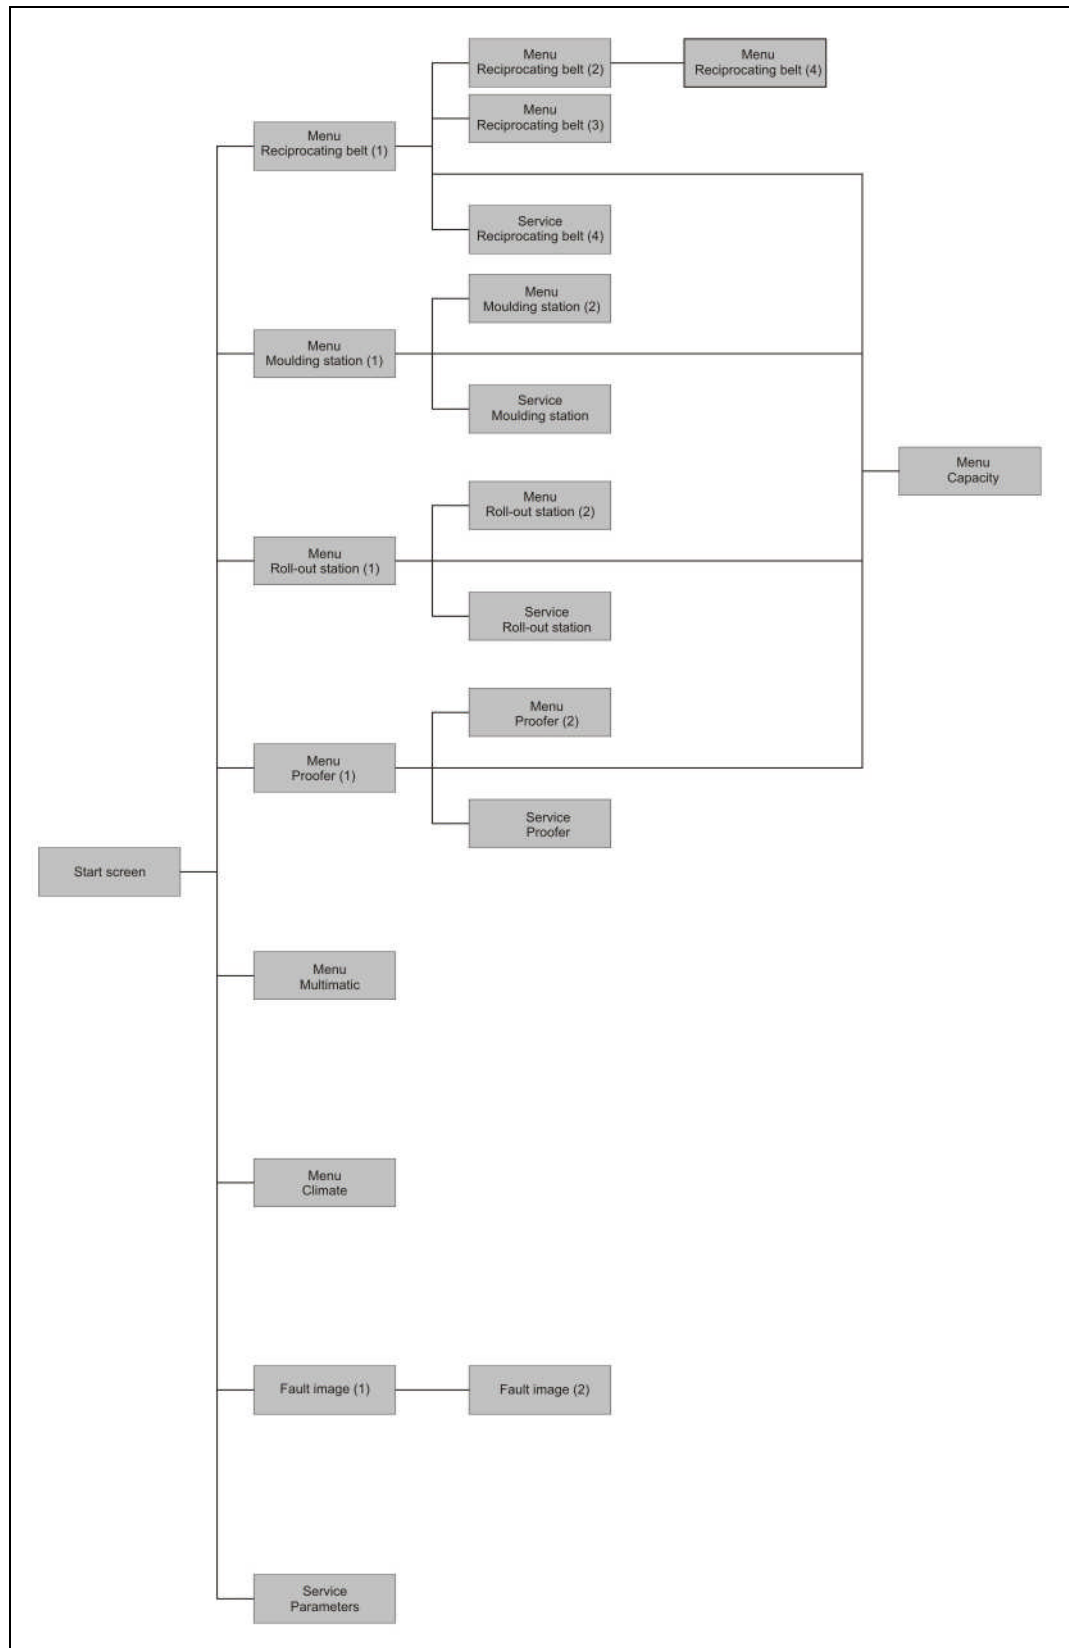 Menu
Reciprocating belt (2)
Menu
Reciprocating belt (4)
Menu
Reciprocating belt (3)
Menu
Reciprocating belt (1)
Service
Reciprocating belt (4)
Menu
Moulding station (2)
Menu
Moulding station (1)
Service
Moulding station
Menu
Capacity
Menu
Roll-out station (2)
Menu
Roll-out station (1)
Service
Roll-out station
Menu
Proofer (2)
Menu
Proofer (1)
Service
Proofer
Start screen
Menu
Multimatic
Menu
Climate
Fault image (1)
Fault image (2)
Service
Parameters